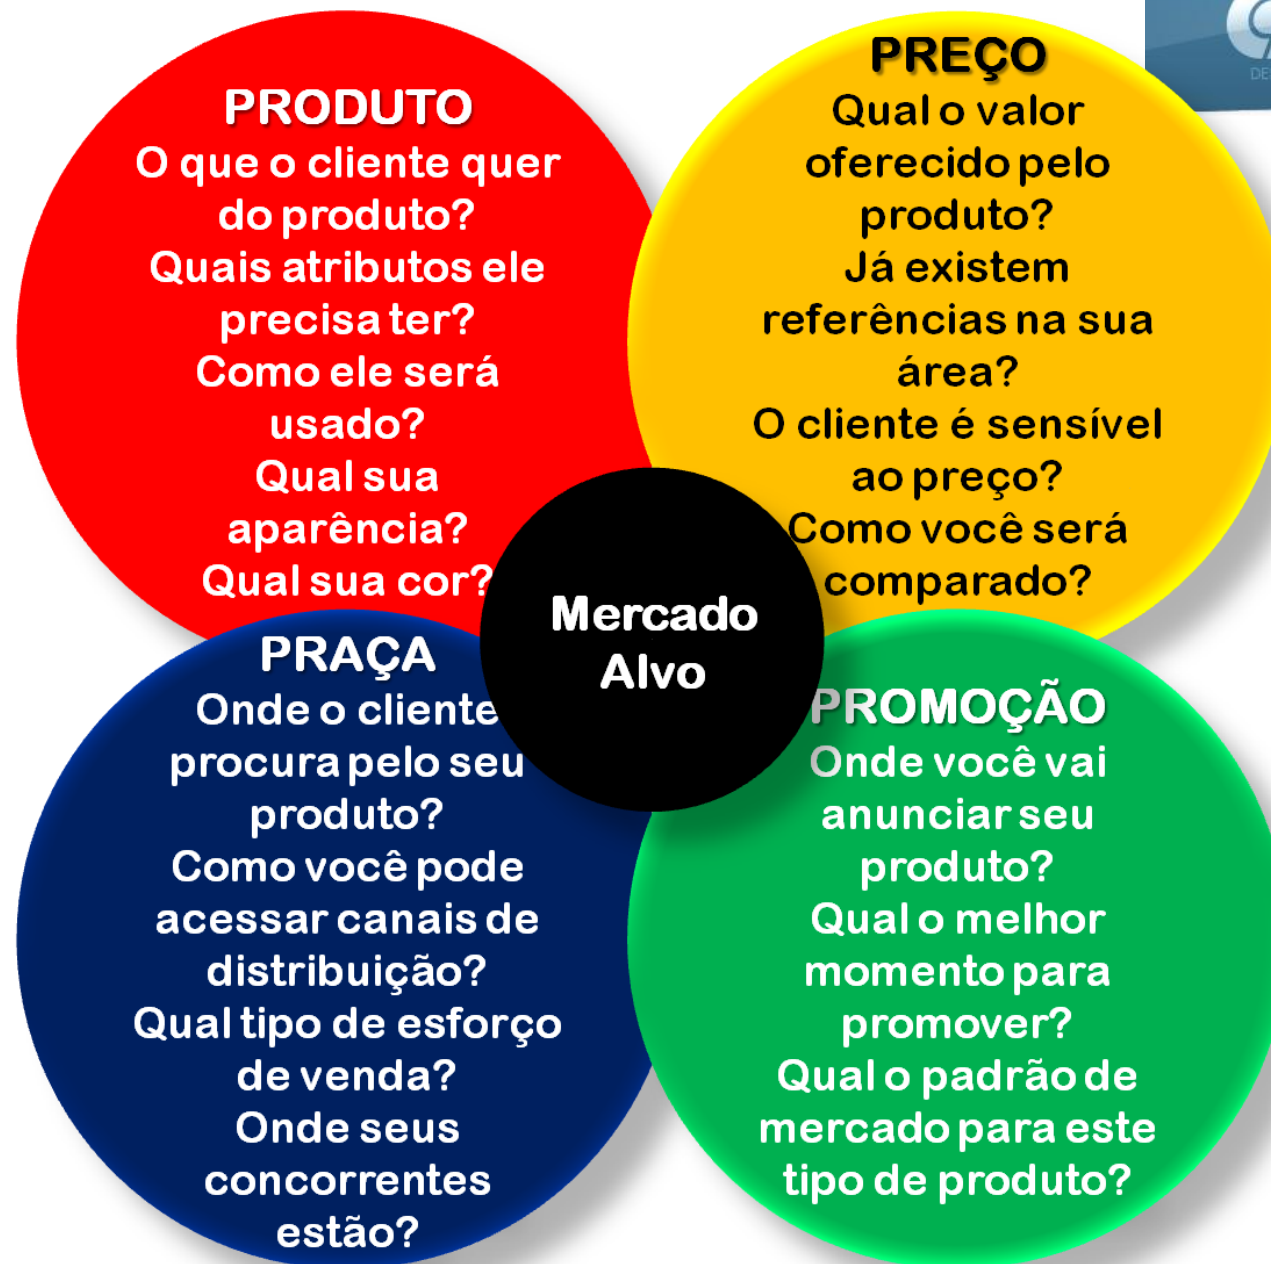 PRODUTO
O que o cliente quer
do produto?
Quais atributos ele
precisa ter?
Como ele será
usado?
Qual sua
aparência?
Qual sua cor?
PREÇO
Qual o valor
oferecido pelo
produto?
Já existem
referências na sua
área?
O cliente é sensível
ao preço?
Como você será
comparado?
Mercado
Alvo
PRAÇA
Onde o cliente
procura pelo seu
produto?
Como você pode
acessar canais de
distribuição?
Qual tipo de esforço
de venda?
Onde seus
concorrentes
estão?
PROMOÇÃO
Onde você vai
anunciar seu
produto?
Qual o melhor
momento para
promover?
Qual o padrão de
mercado para este
tipo de produto?